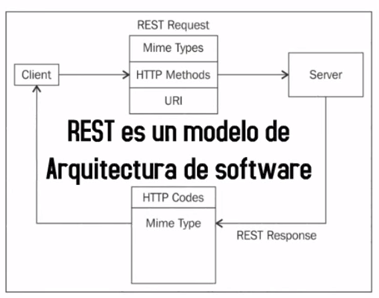 REST Request
Mime Types
Client
HTTP Methods
Server
URI
REST es un modelo de
Arquitectura de software
HTTP Codes
Mime Type
REST Response